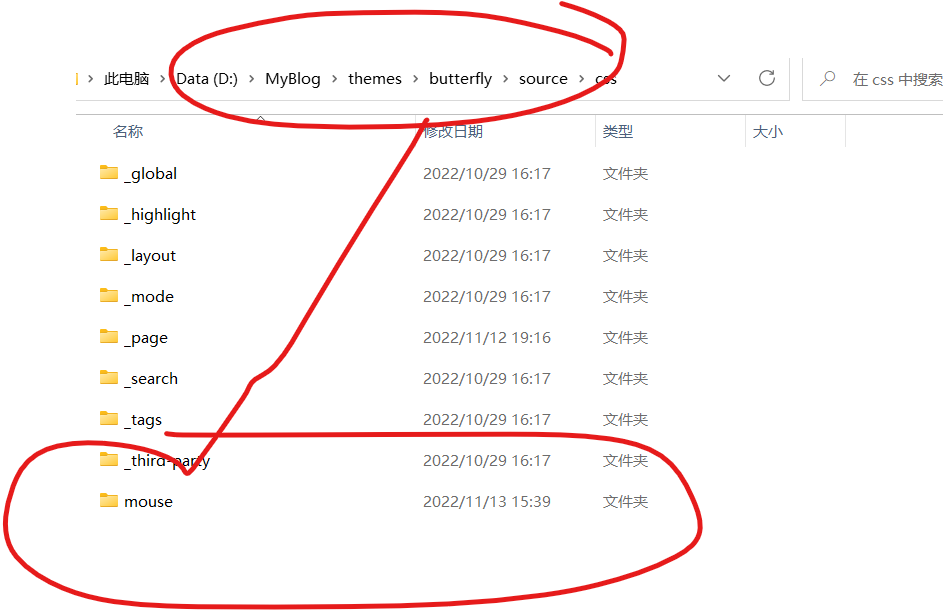 此电脑 > Data (D:) > MyBlog > themes > butterfly > source > css 在 css 中搜索
名称 修改日期 类型 大小
_global 2022/10/29 16:17 文件夹
_highlight 2022/10/29 16:17 文件夹
_layout 2022/10/29 16:17 文件夹
_mode 2022/10/29 16:17 文件夹
_page 2022/11/12 19:16 文件夹
_search 2022/10/29 16:17 文件夹
_tags 2022/10/29 16:17 文件夹
_third-party 2022/10/29 16:17 文件夹
mouse 2022/11/13 15:39 文件夹